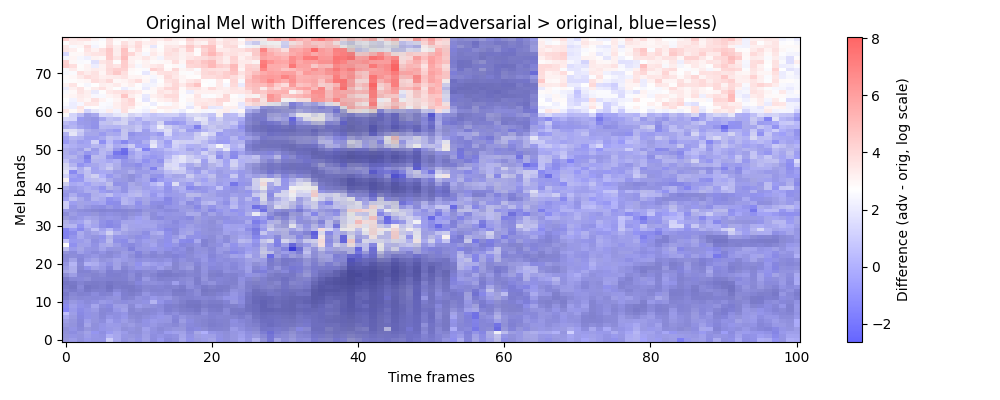 Original Mel with Differences (red=adversarial > original, blue=less)
Mel bands
70
60
50
40
30
20
10
0
0 20 40 60 80 100
Time frames
8
6
4
2
0
−2
Difference (adv - orig, log scale)